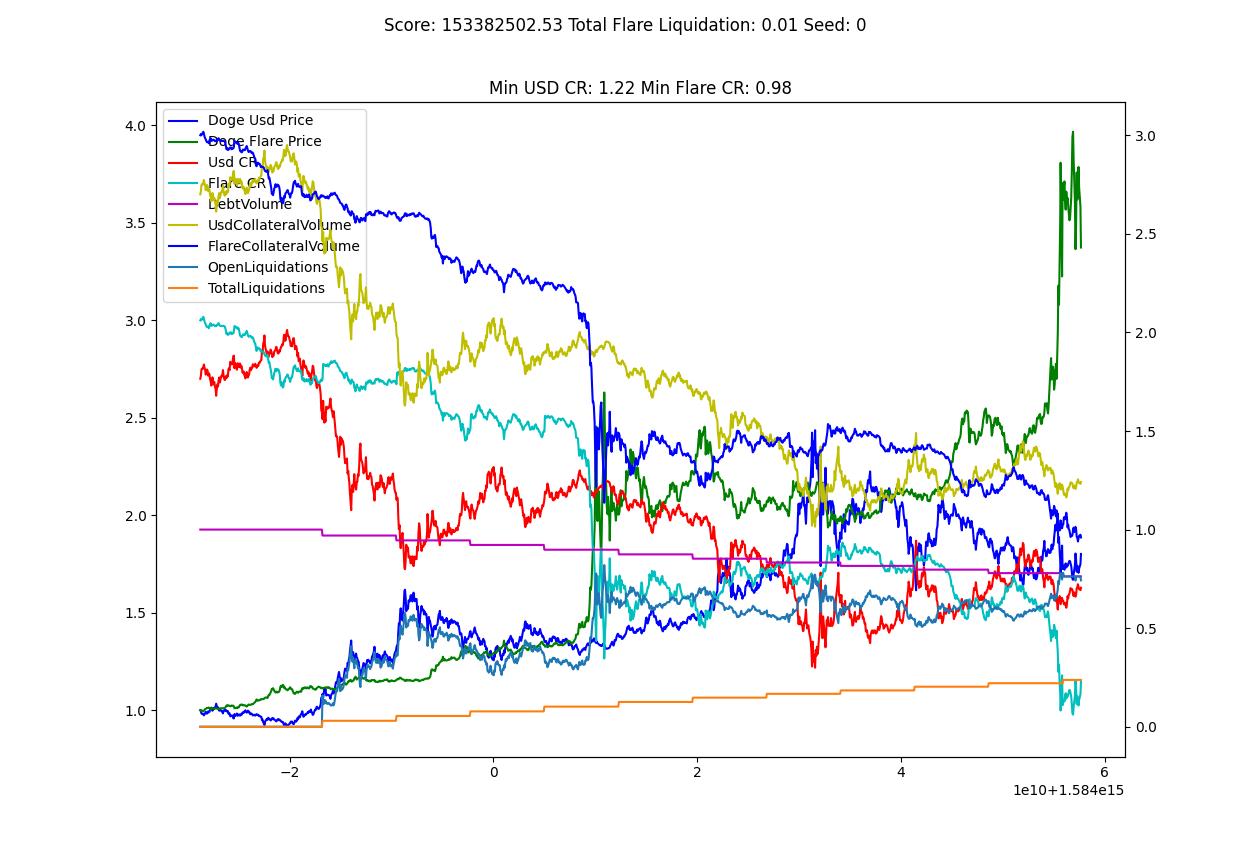 Score: 153382502.53 Total Flare Liquidation: 0.01 Seed: 0
Min USD CR: 1.22 Min Flare CR: 0.98
Doge Usd Price
Doge Flare Price
Usd CR
Flare CR
DebtVolume
UsdCollateralVolume
FlareCollateralVolume
OpenLiquidations
TotalLiquidations
4.0
3.5
3.0
2.5
2.0
1.5
1.0
3.0
2.5
2.0
1.5
1.0
0.5
0.0
−2
0
2
4
6
1e10+1.584e15